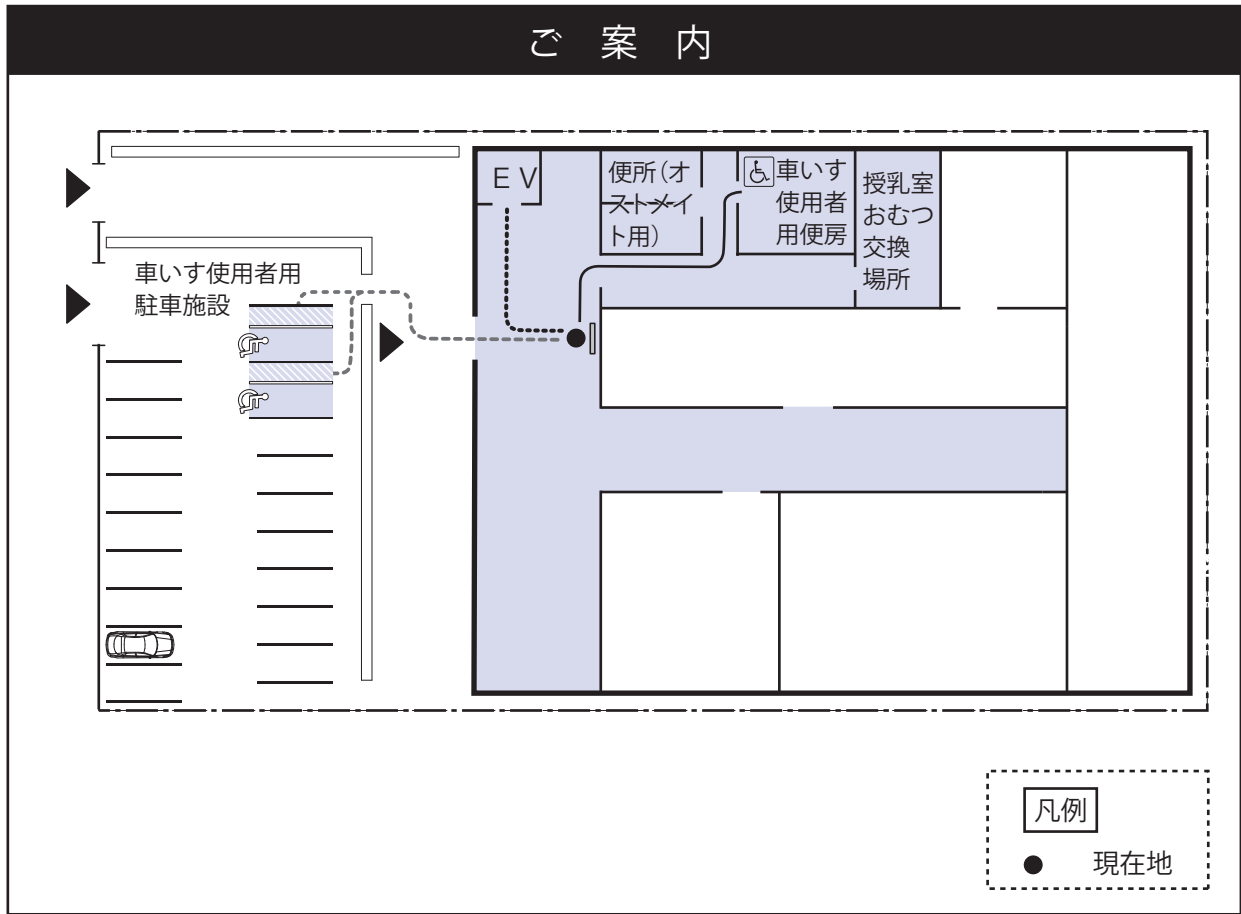 ご案内
EV
便所(オ
ストメイ
ト用)
車いす
使用者
用便房
授乳室
おむつ
交換
場所
車いす使用者用
駐車施設
凡例
現在地